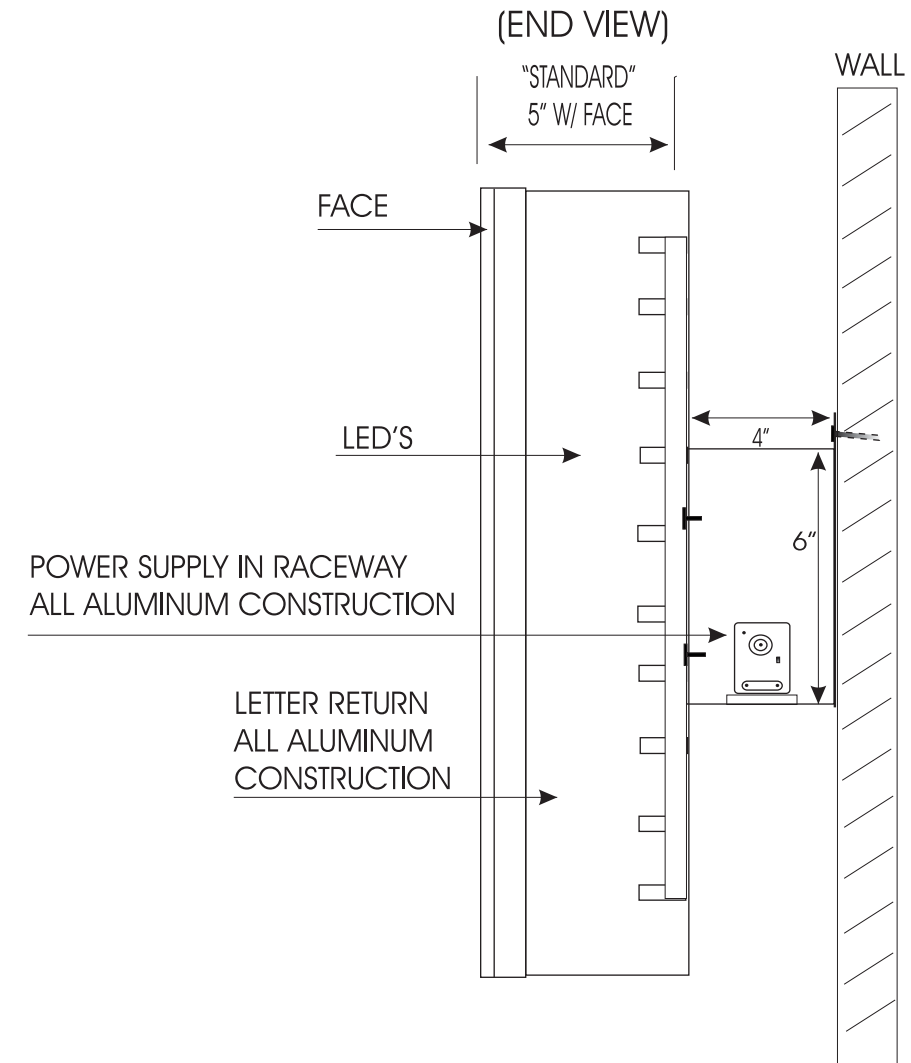 (END VIEW)
"STANDARD"
5" W/ FACE
WALL
FACE
4"
LED'S
6"
POWER SUPPLY IN RACEWAY
ALL ALUMINUM CONSTRUCTION
LETTER RETURN
ALL ALUMINUM
CONSTRUCTION